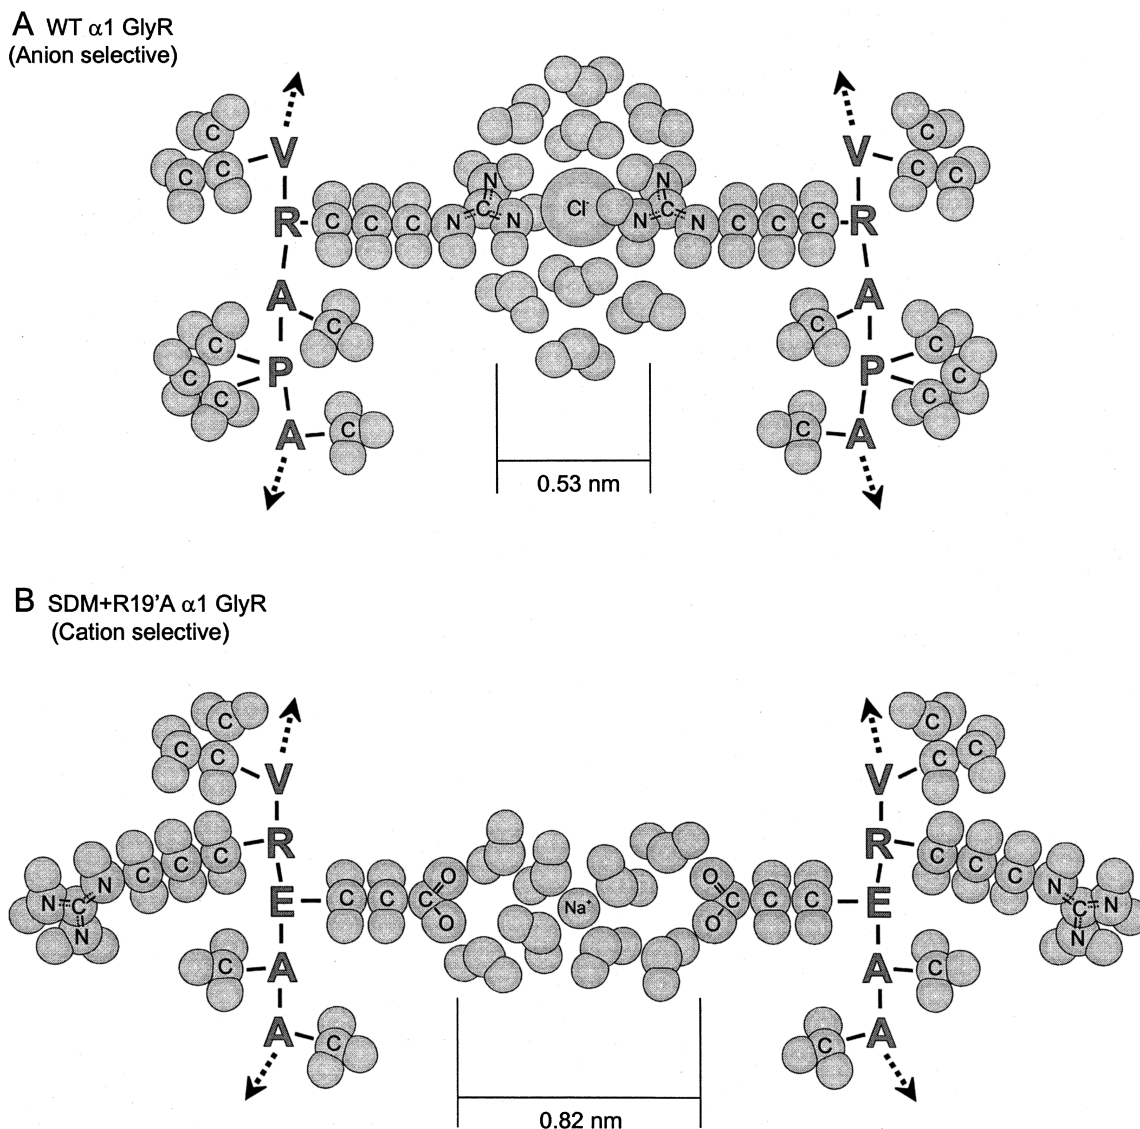 A WT α1 GlyR
(Anion selective)
C C
C C V V C C
N N
R C C C N C N Cl⁻ N C N C C C R
A C C A
C C
C P P C
C C
A C C A
0.53 nm
B SDM+R19'A α1 GlyR
(Cation selective)
C C
C C V V C C
C C C R R C C C
N C N N C N
N N
O O
E C C C Na⁺ C C C E
O O
C A A C
A C C A
0.82 nm